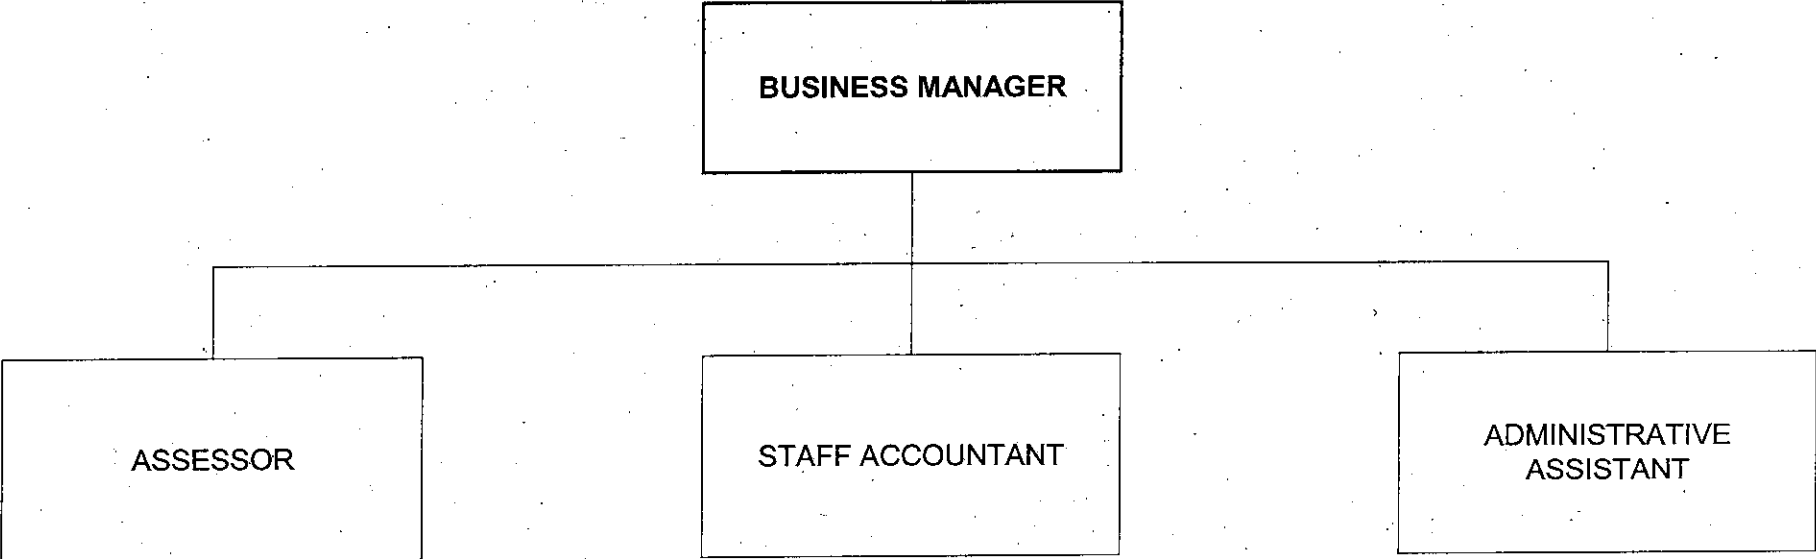 BUSINESS MANAGER
ASSESSOR
STAFF ACCOUNTANT
ADMINISTRATIVE
ASSISTANT